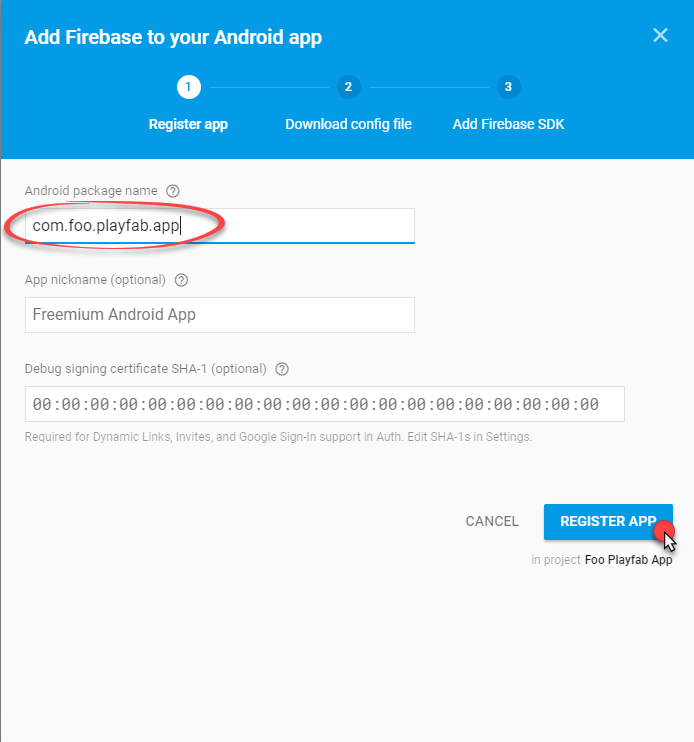 Add Firebase to your Android app
1 2 3
Register app Download config file Add Firebase SDK
Android package name
com.foo.playfab.app
App nickname (optional)
Freemium Android App
Debug signing certificate SHA-1 (optional)
00:00:00:00:00:00:00:00:00:00:00:00:00:00:00:00:00:00:00:00
Required for Dynamic Links, Invites, and Google Sign-In support in Auth. Edit SHA-1s in Settings.
CANCEL REGISTER APP
in project Foo Playfab App